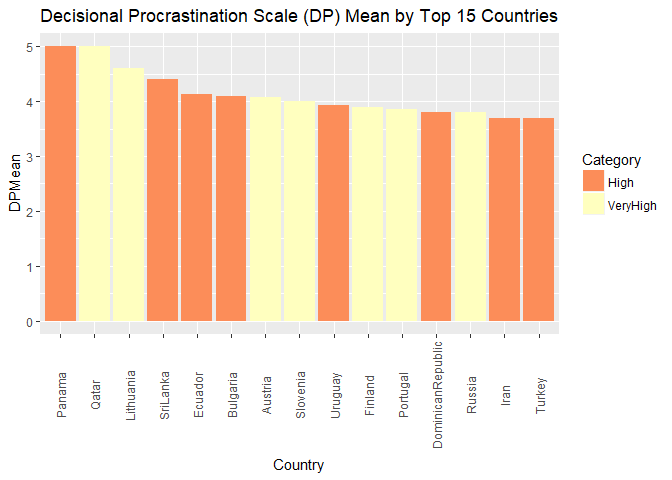 Decisional Procrastination Scale (DP) Mean by Top 15 Countries
DPMean
5
4
3
2
1
0
Panama
Qatar
Lithuania
SriLanka
Ecuador
Bulgaria
Austria
Slovenia
Uruguay
Finland
Portugal
DominicanRepublic
Russia
Iran
Turkey
Country
Category
High
VeryHigh